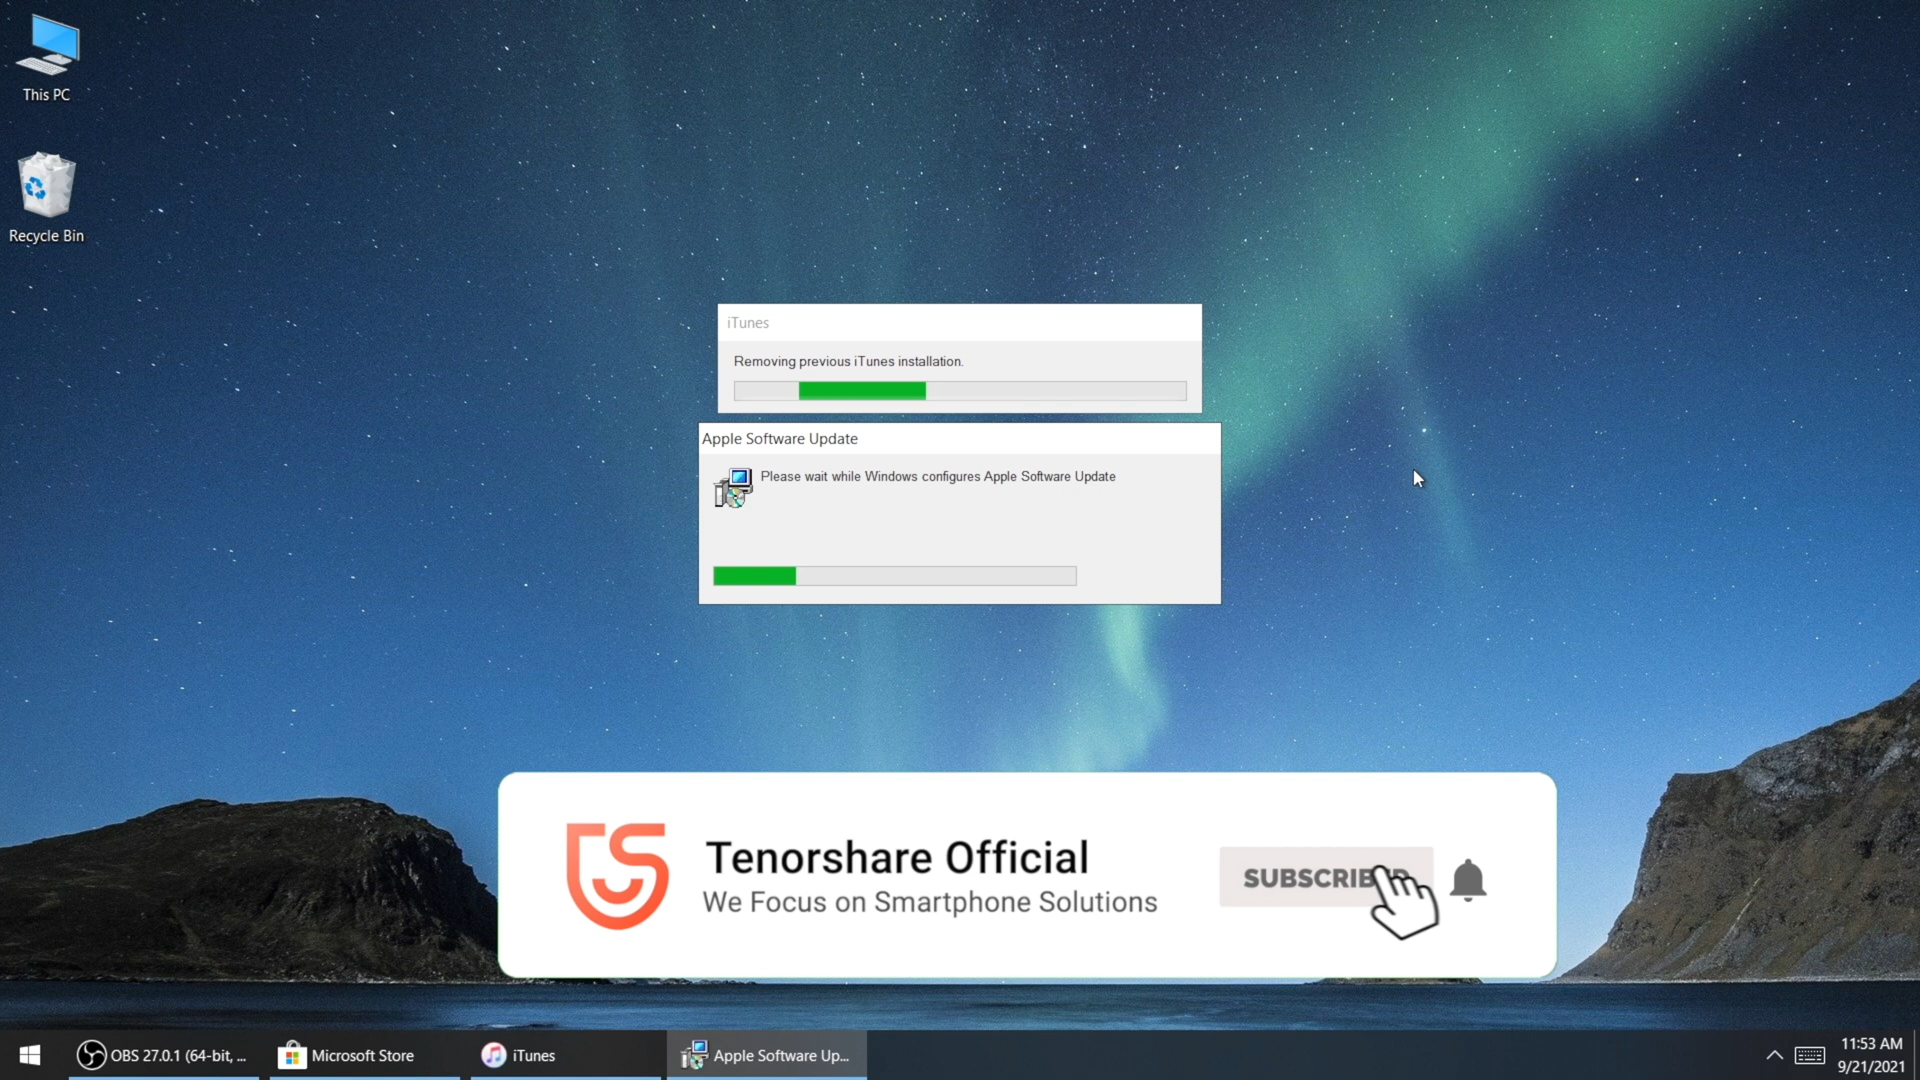 This PC
Recycle Bin
iTunes
Removing previous iTunes installation.
Apple Software Update
Please wait while Windows configures Apple Software Update
Tenorshare Official
We Focus on Smartphone Solutions
OBS 27.0.1 (64-bit, ...
Microsoft Store
iTunes
Apple Software Up...
11:53 AM
9/21/2021